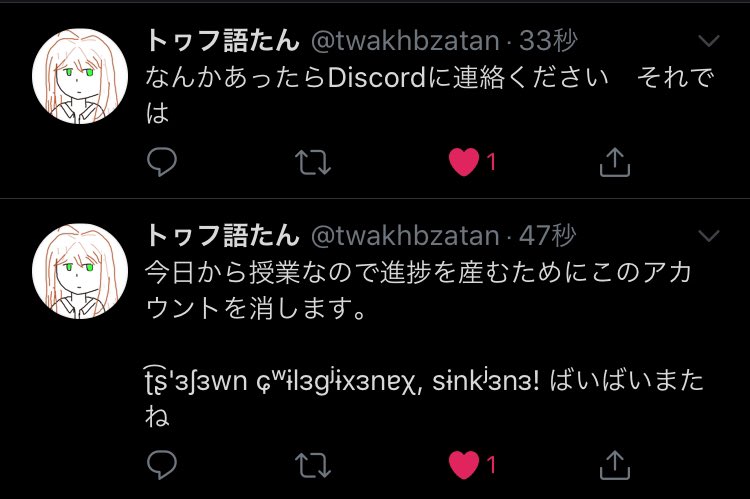 トヮフ語たん @twakhbzatan · 33秒
なんかあったらDiscordに連絡ください　それで
は
1
トヮフ語たん @twakhbzatan · 47秒
今日から授業なので進捗を産むためにこのアカ
ウントを消します。
ʈ͡ʂ'ɜʃɜwn ɕʷɨlɜgʲɨxɜnɐχ, sɨnkʲɜnɜ! ばいばいまた
ね
1